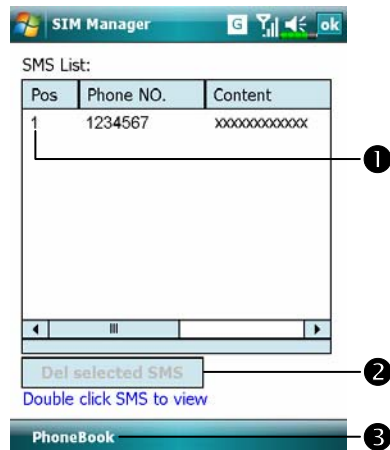 SIM Manager G ok
SMS List:
Pos Phone NO. Content
1 1234567 xxxxxxxxxxxx
1
Del selected SMS 2
Double click SMS to view
PhoneBook 3